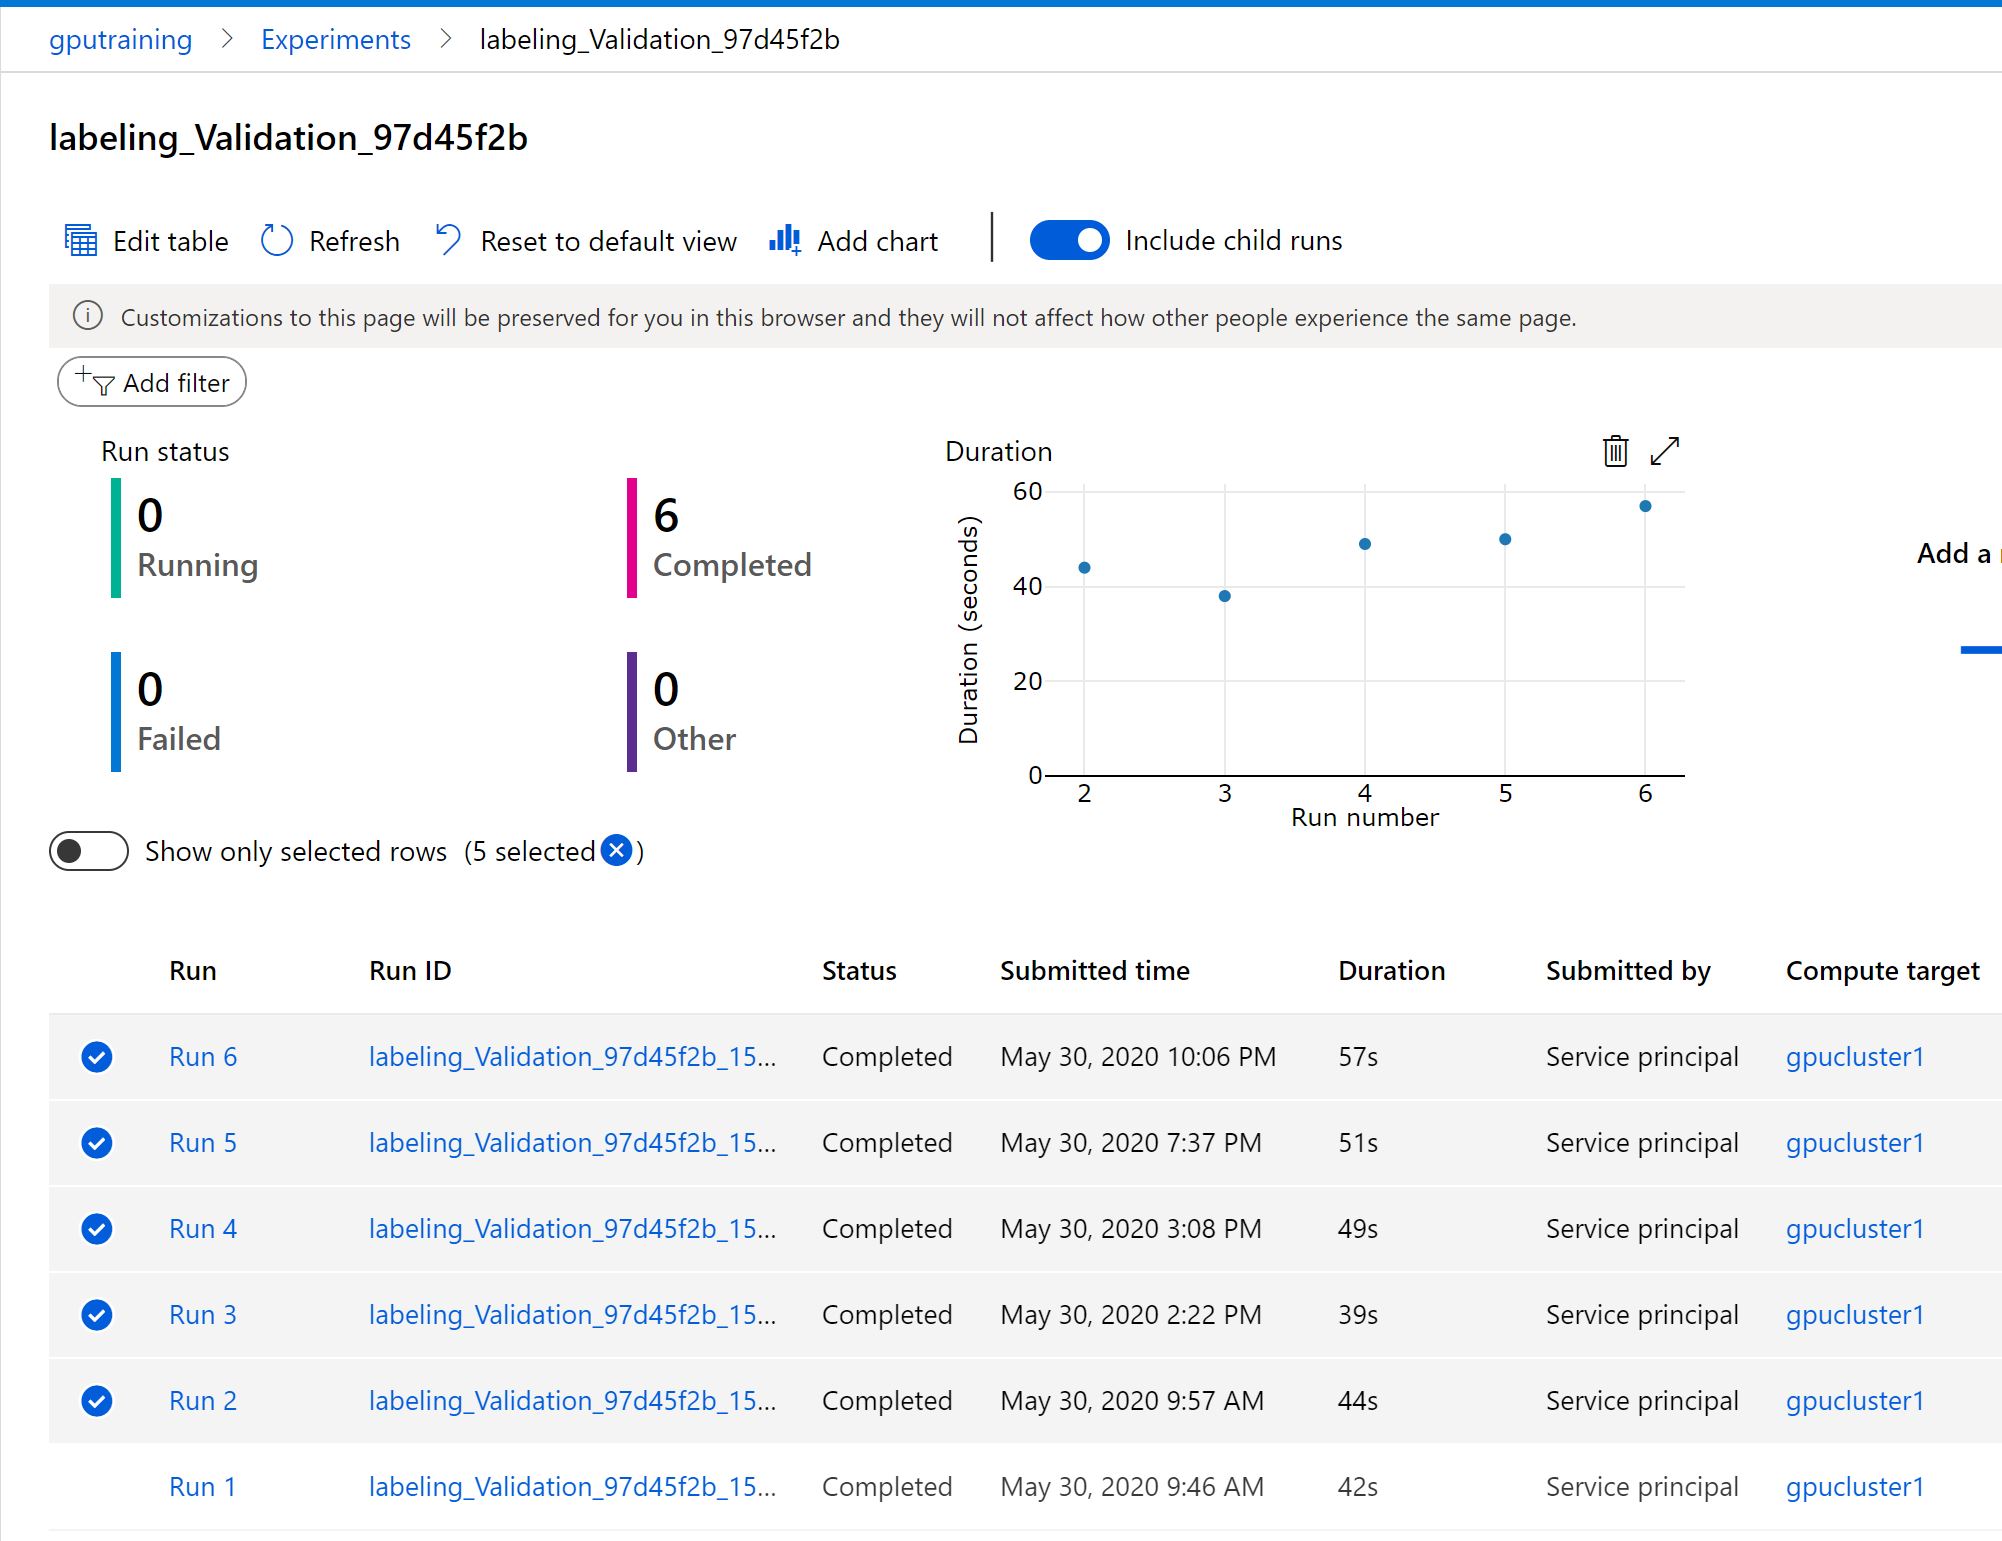 gputraining > Experiments > labeling_Validation_97d45f2b
labeling_Validation_97d45f2b
Edit table Refresh Reset to default view Add chart Include child runs
Customizations to this page will be preserved for you in this browser and they will not affect how other people experience the same page.
Add filter
Run status
0
Running
6
Completed
0
Failed
0
Other
Duration
Duration (seconds)
60
40
20
0
2 3 4 5 6
Run number
Add a
Show only selected rows (5 selected )
Run Run ID Status Submitted time Duration Submitted by Compute target
Run 6 labeling_Validation_97d45f2b_15... Completed May 30, 2020 10:06 PM 57s Service principal gpucluster1
Run 5 labeling_Validation_97d45f2b_15... Completed May 30, 2020 7:37 PM 51s Service principal gpucluster1
Run 4 labeling_Validation_97d45f2b_15... Completed May 30, 2020 3:08 PM 49s Service principal gpucluster1
Run 3 labeling_Validation_97d45f2b_15... Completed May 30, 2020 2:22 PM 39s Service principal gpucluster1
Run 2 labeling_Validation_97d45f2b_15... Completed May 30, 2020 9:57 AM 44s Service principal gpucluster1
Run 1 labeling_Validation_97d45f2b_15... Completed May 30, 2020 9:46 AM 42s Service principal gpucluster1